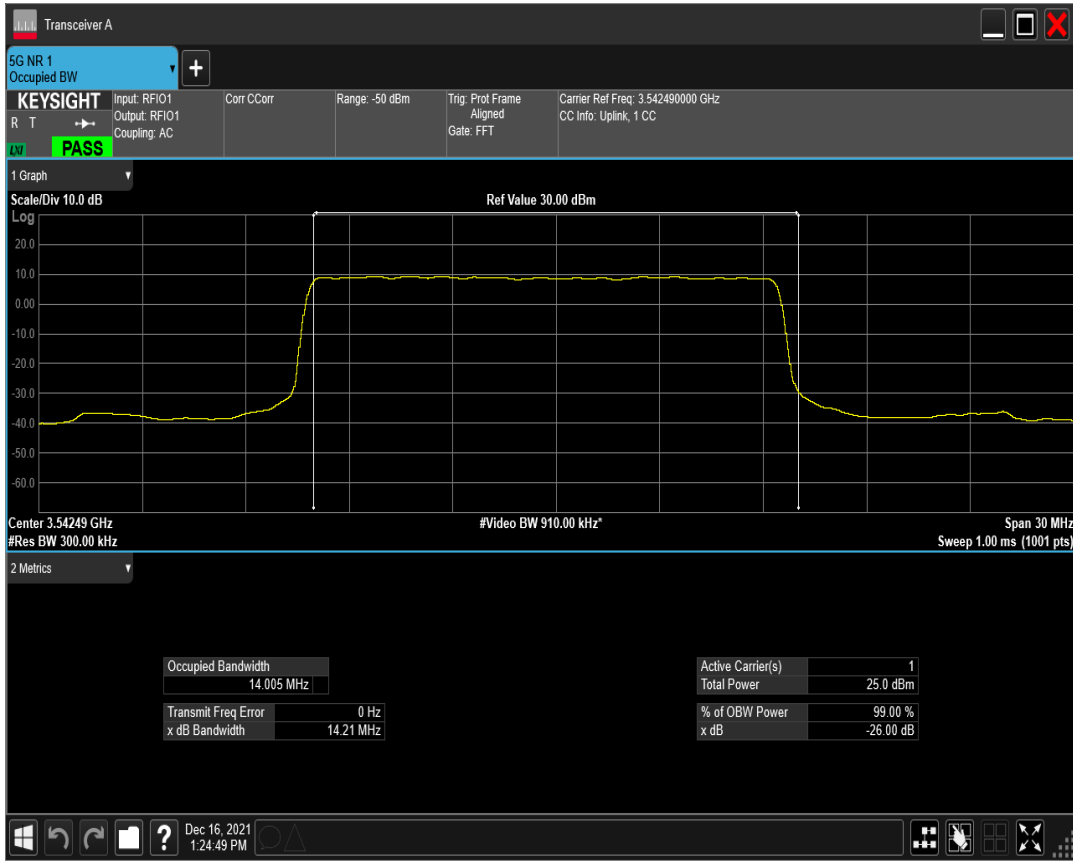 Transceiver A
5G NR 1
Occupied BW
KEYSIGHT
R T
LXI
PASS
Input: RFIO1
Output: RFIO1
Coupling: AC
Corr CCorr
Range: -50 dBm
Trig: Prot Frame
Aligned
Gate: FFT
Carrier Ref Freq: 3.542490000 GHz
CC Info: Uplink, 1 CC
1 Graph
Scale/Div 10.0 dB
Ref Value 30.00 dBm
Log
20.0
10.0
0.00
-10.0
-20.0
-30.0
-40.0
-50.0
-60.0
Center 3.54249 GHz
#Video BW 910.00 kHz*
Span 30 MHz
#Res BW 300.00 kHz
Sweep 1.00 ms (1001 pts)
2 Metrics
Occupied Bandwidth
14.005 MHz
Transmit Freq Error 0 Hz
x dB Bandwidth 14.21 MHz
Active Carrier(s) 1
Total Power 25.0 dBm
% of OBW Power 99.00 %
x dB -26.00 dB
?
Dec 16, 2021
1:24:49 PM